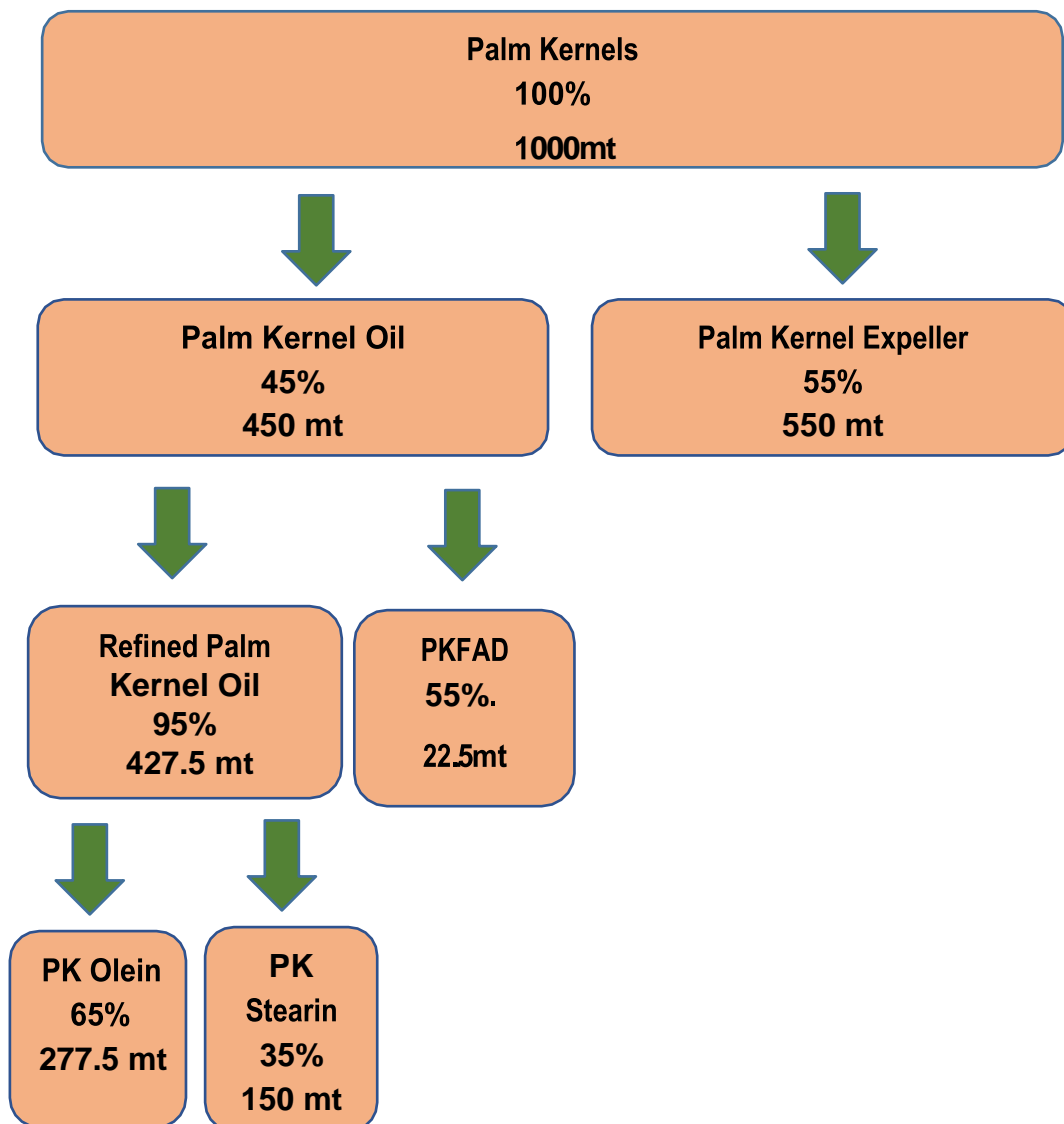 Palm Kernels
100%
1000mt
Palm Kernel Oil
45%
450 mt
Palm Kernel Expeller
55%
550 mt
Refined Palm
Kernel Oil
95%
427.5 mt
PKFAD
55%.
22.5mt
PK Olein
65%
277.5 mt
PK
Stearin
35%
150 mt